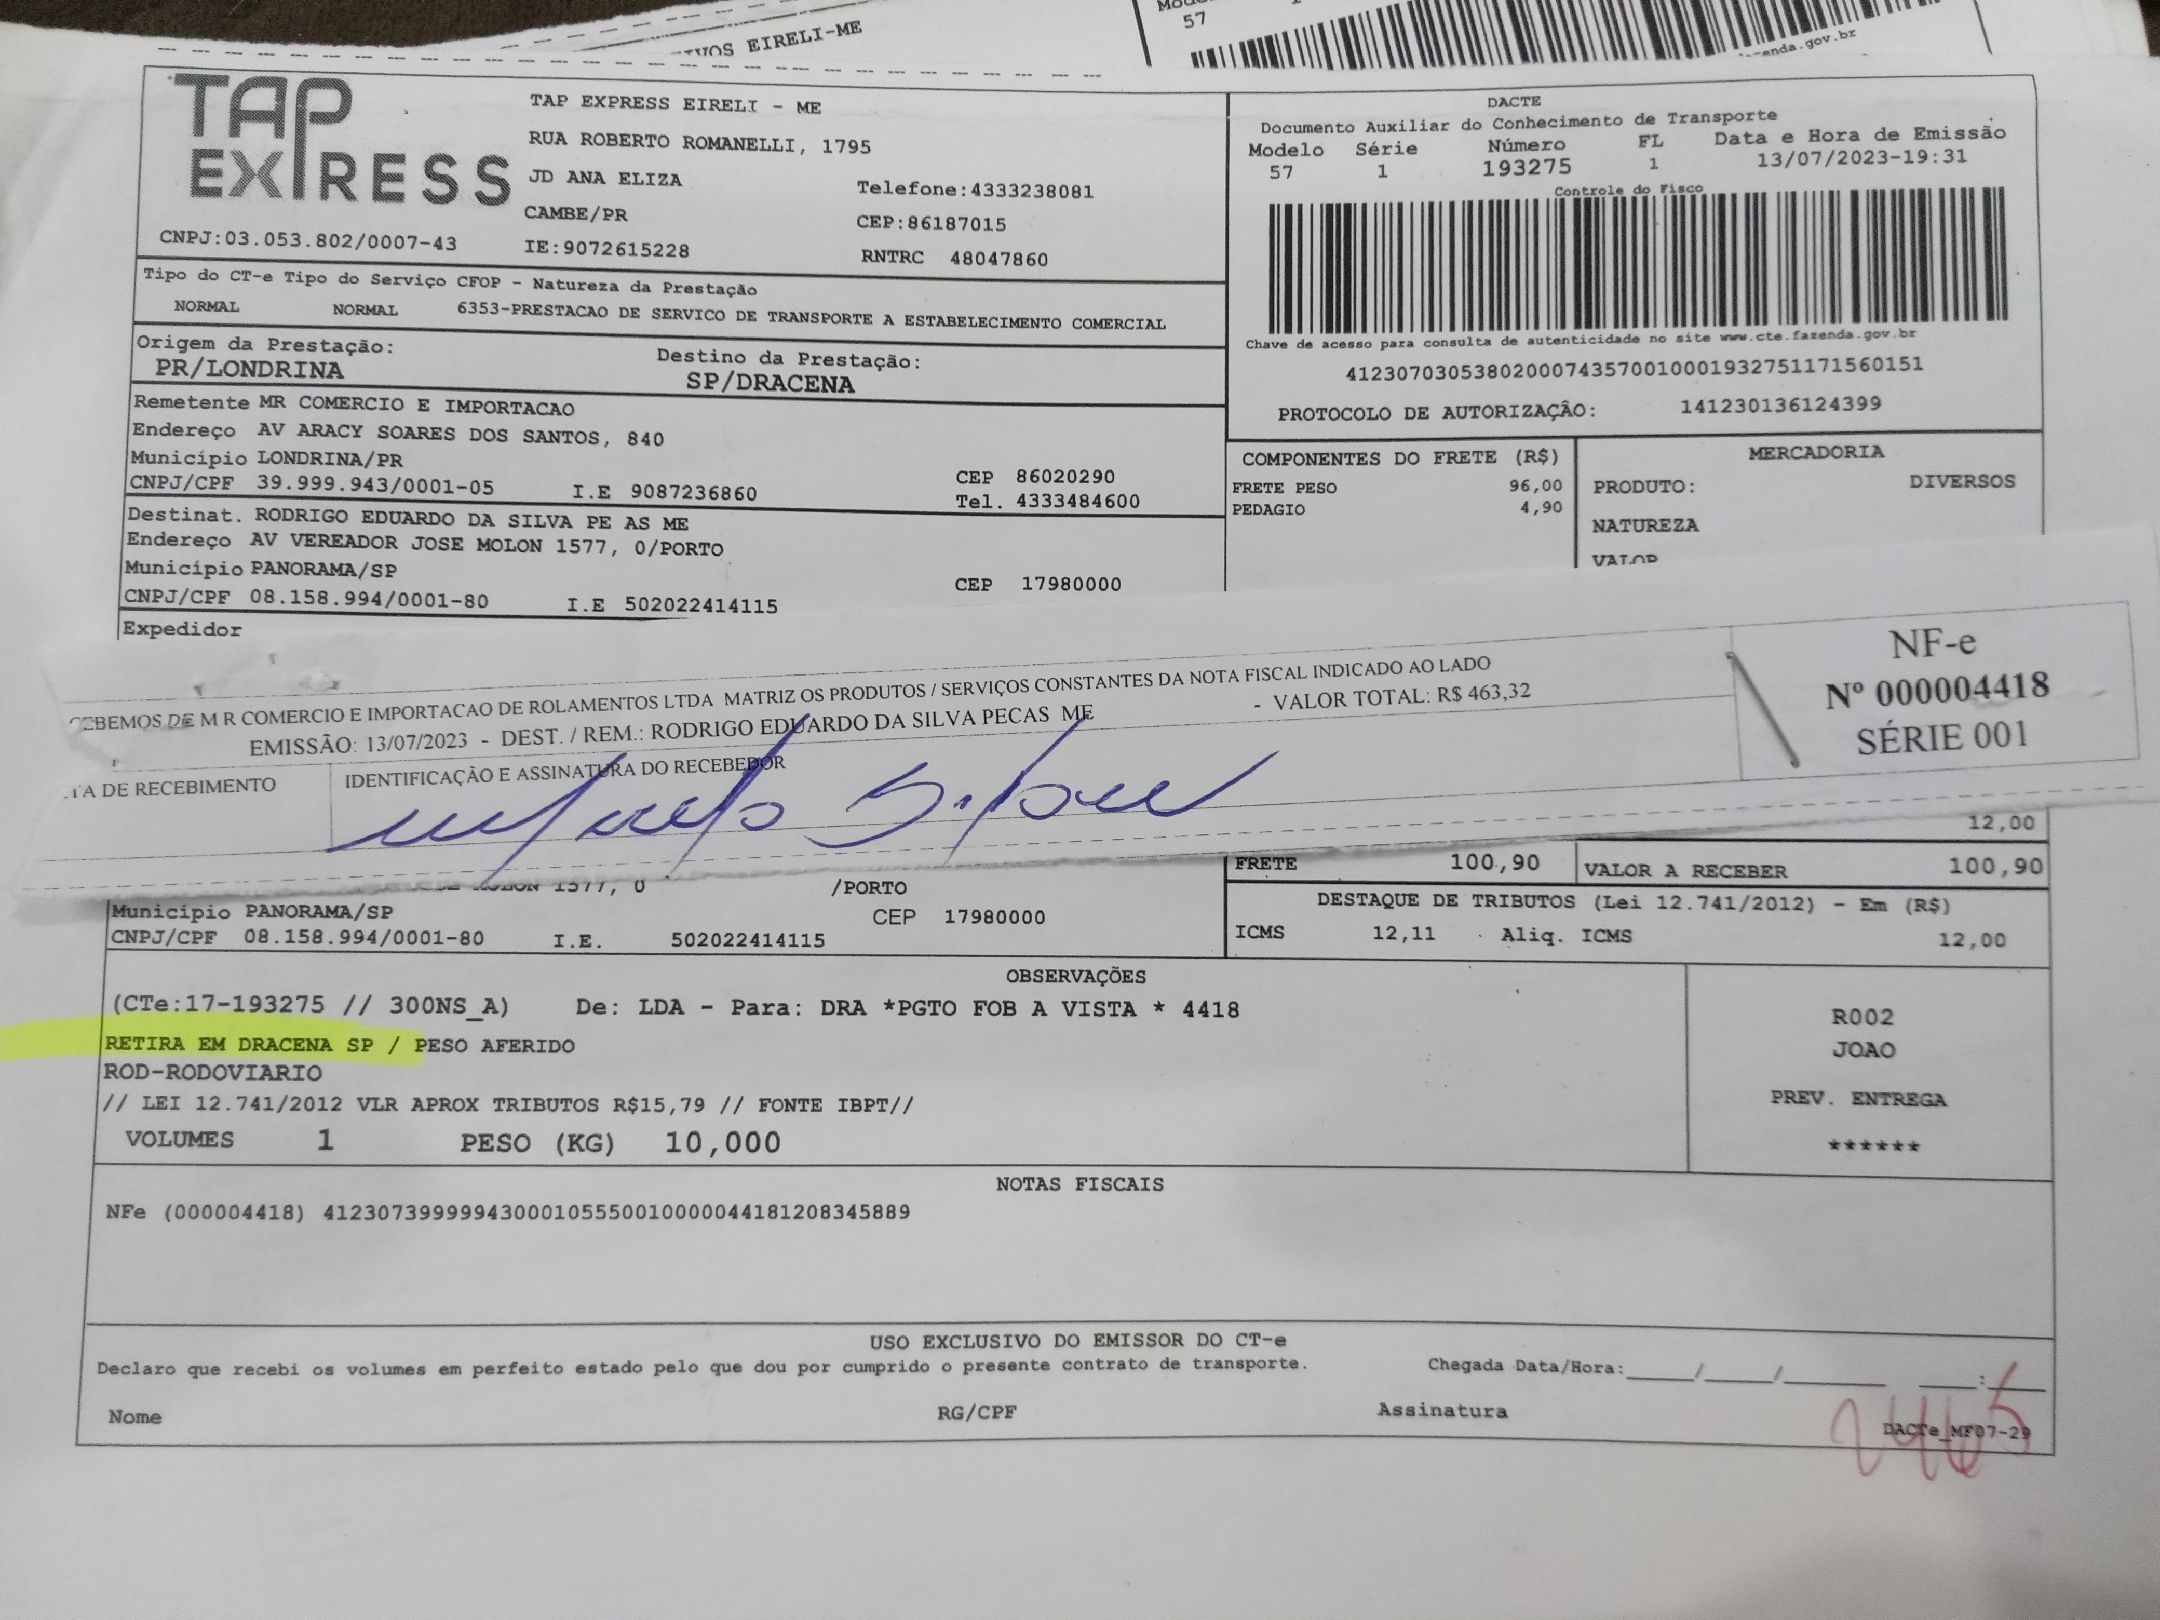 IVOS EIRELI-ME
57
enda.gov.br
TAP EXPRESS
TAP EXPRESS EIRELI - ME
RUA ROBERTO ROMANELLI, 1795
JD ANA ELIZA
Telefone:4333238081
CAMBE/PR
CEP:86187015
CNPJ:03.053.802/0007-43
IE:9072615228
RNTRC 48047860
DACTE
Documento Auxiliar do Conhecimento de Transporte
Modelo Série Número FL Data e Hora de Emissão
57 1 193275 1 13/07/2023-19:31
Controle do Fisco
Chave de acesso para consulta de autenticidade no site www.cte.fazenda.gov.br
41230703053802000743570010001932751171560151
PROTOCOLO DE AUTORIZAÇÃO: 141230136124399
Tipo do CT-e Tipo do Serviço CFOP - Natureza da Prestação
NORMAL NORMAL 6353-PRESTACAO DE SERVICO DE TRANSPORTE A ESTABELECIMENTO COMERCIAL
Origem da Prestação: Destino da Prestação:
PR/LONDRINA SP/DRACENA
Remetente MR COMERCIO E IMPORTACAO
Endereço AV ARACY SOARES DOS SANTOS, 840
Município LONDRINA/PR CEP 86020290
CNPJ/CPF 39.999.943/0001-05 I.E 9087236860 Tel. 4333484600
Destinat. RODRIGO EDUARDO DA SILVA PE AS ME
Endereço AV VEREADOR JOSE MOLON 1577, 0/PORTO
Município PANORAMA/SP CEP 17980000
CNPJ/CPF 08.158.994/0001-80 I.E 502022414115
Expedidor
COMPONENTES DO FRETE (R$)
FRETE PESO 96,00
PEDAGIO 4,90
MERCADORIA
PRODUTO: DIVERSOS
NATUREZA
VALOR
CEBEMOS DE M R COMERCIO E IMPORTACAO DE ROLAMENTOS LTDA MATRIZ OS PRODUTOS / SERVIÇOS CONSTANTES DA NOTA FISCAL INDICADO AO LADO
EMISSÃO: 13/07/2023 - DEST. / REM.: RODRIGO EDUARDO DA SILVA PECAS ME - VALOR TOTAL: R$ 463,32
TA DE RECEBIMENTO
IDENTIFICAÇÃO E ASSINATURA DO RECEBEDOR
NF-e
Nº 000004418
SÉRIE 001
12,00
FRETE 100,90 VALOR A RECEBER 100,90
1577, 0 /PORTO
Município PANORAMA/SP CEP 17980000
CNPJ/CPF 08.158.994/0001-80 I.E. 502022414115
DESTAQUE DE TRIBUTOS (Lei 12.741/2012) - Em (R$)
ICMS 12,11 Aliq. ICMS 12,00
OBSERVAÇÕES
(CTe:17-193275 // 300NS_A) De: LDA - Para: DRA *PGTO FOB A VISTA * 4418
RETIRA EM DRACENA SP / PESO AFERIDO
ROD-RODOVIARIO
// LEI 12.741/2012 VLR APROX TRIBUTOS R$15,79 // FONTE IBPT//
VOLUMES 1 PESO (KG) 10,000
R002
JOAO
PREV. ENTREGA
******
NOTAS FISCAIS
NFe (000004418) 41230739999943000105550010000044181208345889
USO EXCLUSIVO DO EMISSOR DO CT-e
Declaro que recebi os volumes em perfeito estado pelo que dou por cumprido o presente contrato de transporte. Chegada Data/Hora:_____/_____/_______ ____:____
Nome RG/CPF Assinatura
DACTe_MF07-29